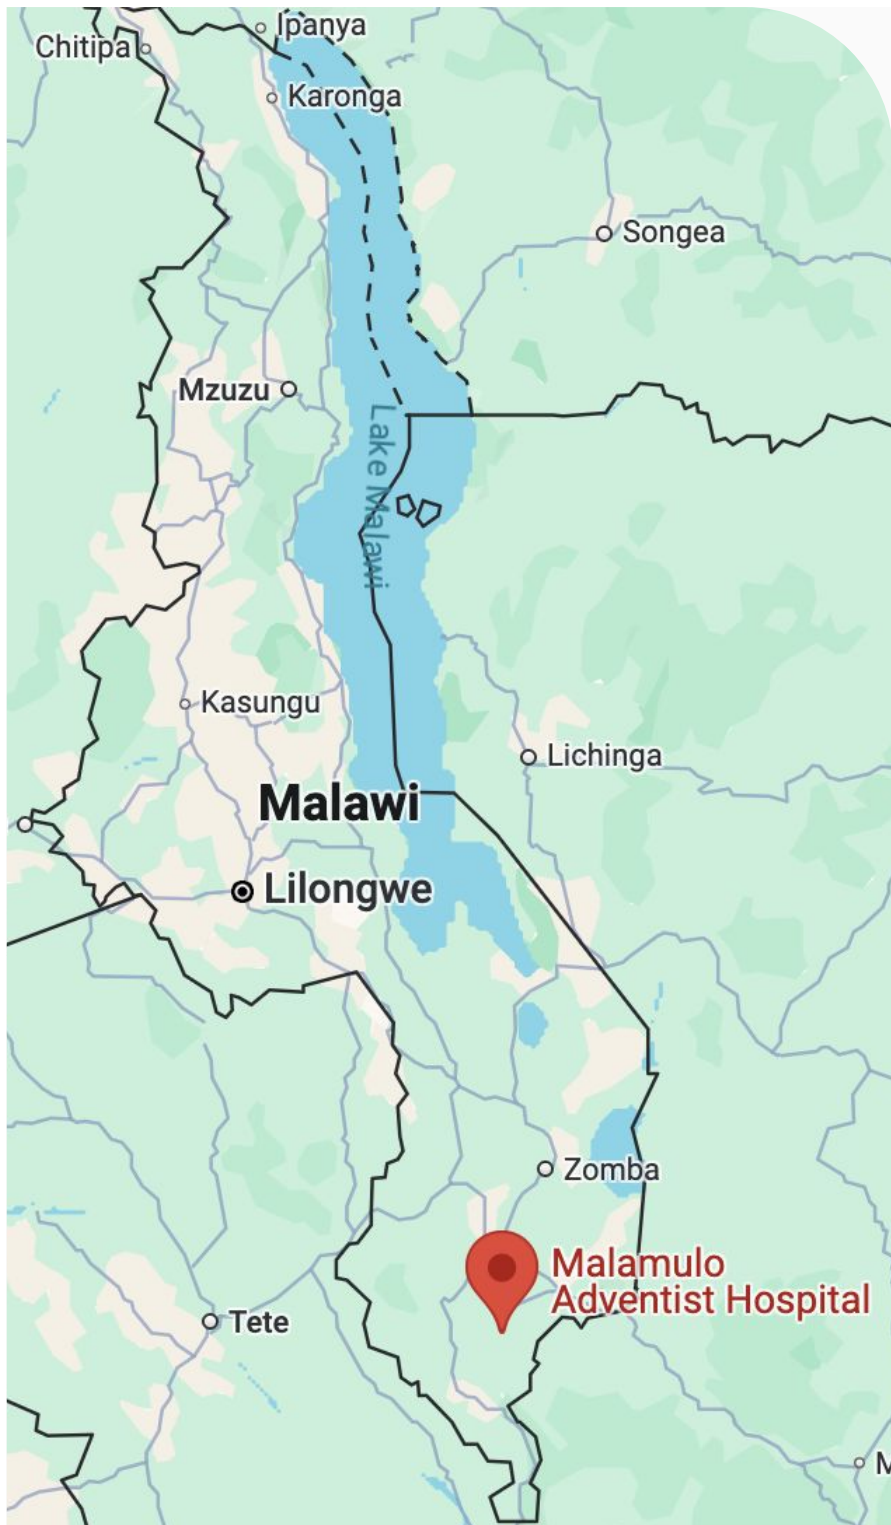 Ipanya
Chitipa
Karonga
Songea
Mzuzu
Lake Malawi
Kasungu
Lichinga
Malawi
Lilongwe
Zomba
Malamulo
Adventist Hospital
Tete